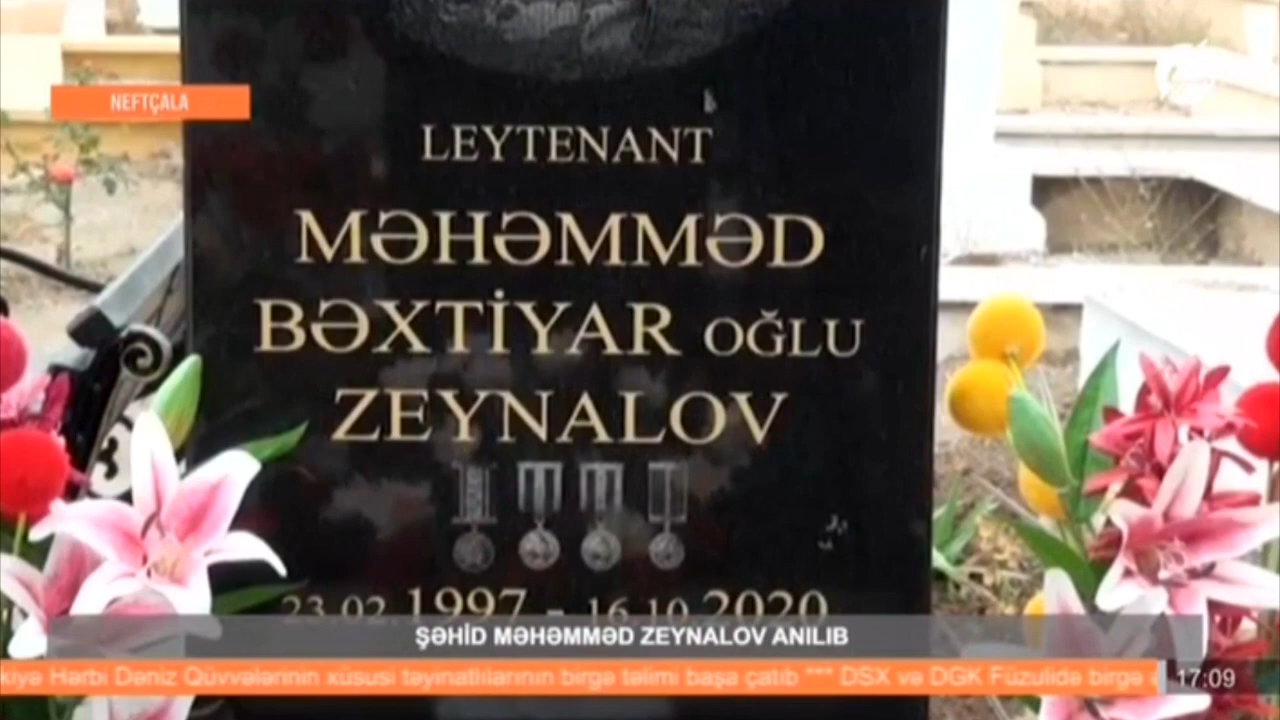 NEFTÇALA
LEYTENANT
MƏHƏMMƏD
BƏXTİYAR OĞLU
ZEYNALOV
23.02.1997 - 16.10.2020
ŞƏHİD MƏHƏMMƏD ZEYNALOV ANILIB
kiyə Hərbi Dəniz Qüvvələrinin xüsusi təyinatlılarının birgə təlimi başa çatıb *** DSX və DGK Füzulidə birgə
17:09